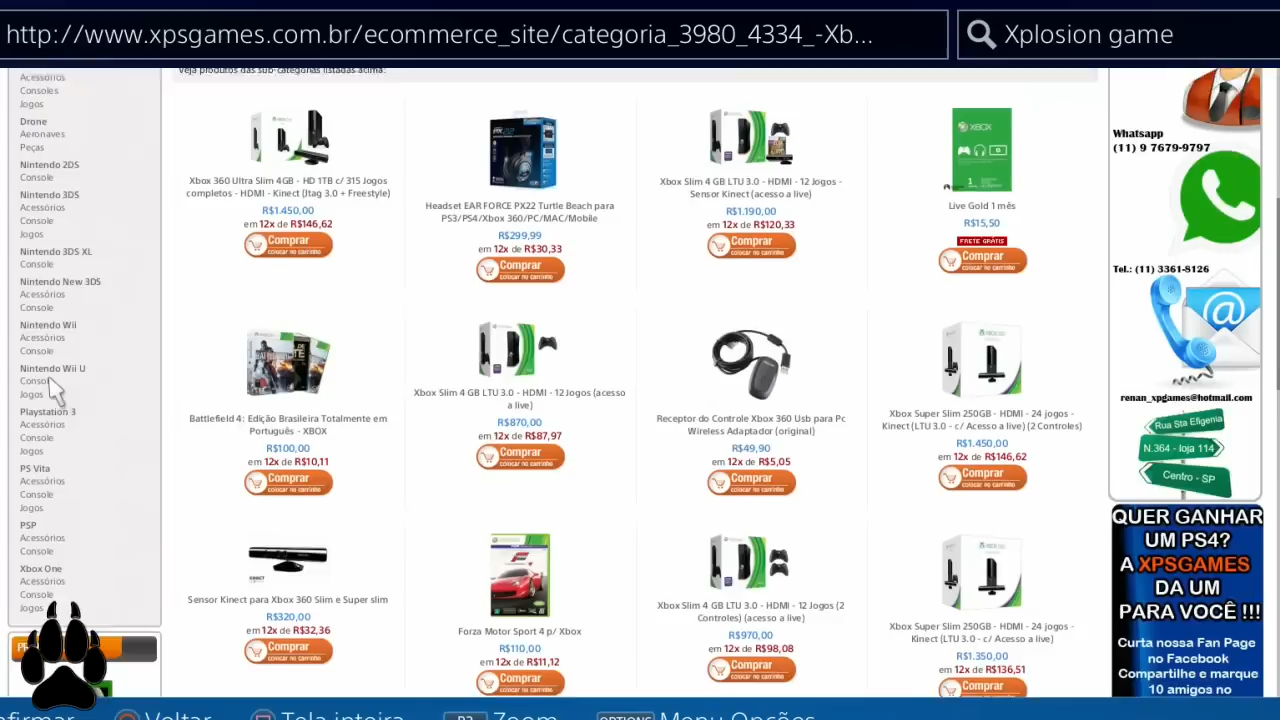 http://www.xpsgames.com.br/ecommerce_site/categoria_3980_4334_-Xb...
Xplosion game
Veja produtos das sub-categorias listadas acima:
Acessórios
Consoles
Jogos
Drone
Aeronaves
Peças
Nintendo 2DS
Console
Nintendo 3DS
Acessórios
Console
Jogos
Nintendo 3DS XL
Console
Nintendo New 3DS
Acessórios
Console
Nintendo Wii
Acessórios
Console
Nintendo Wii U
Jogos
Playstation 3
Acessórios
Console
Jogos
PS Vita
Acessórios
Console
Jogos
PSP
Acessórios
Console
Xbox One
Acessórios
Console
Jogos
Xbox 360 Ultra Slim 4GB - HD 1TB c/ 315 Jogos
completos - HDMI - Kinect (Jtag 3.0 + Freestyle)
R$1.450,00
em 12x de R$146,62
Comprar
colocar no carrinho
Headset EAR FORCE PX22 Turtle Beach para
PS3/PS4/Xbox 360/PC/MAC/Mobile
R$299,99
em 12x de R$30,33
Comprar
colocar no carrinho
Xbox Slim 4 GB LTU 3.0 - HDMI - 12 Jogos -
Sensor Kinect (acesso a live)
R$1.190,00
em 12x de R$120,33
Comprar
colocar no carrinho
XBOX
Live Gold 1 mês
R$15,50
FRETE GRÁTIS
Comprar
colocar no carrinho
Battlefield 4: Edição Brasileira Totalmente em
Português - XBOX
R$100,00
em 12x de R$10,11
Comprar
colocar no carrinho
Xbox Slim 4 GB LTU 3.0 - HDMI - 12 Jogos (acesso
a live)
R$870,00
em 12x de R$87,97
Comprar
colocar no carrinho
Receptor do Controle Xbox 360 Usb para Pc
Wireless Adaptador (original)
R$49,90
em 12x de R$5,05
Comprar
colocar no carrinho
Xbox Super Slim 250GB - HDMI - 24 jogos -
Kinect (LTU 3.0 - c/ Acesso a live) (2 Controles)
R$1.450,00
em 12x de R$146,62
Comprar
colocar no carrinho
Sensor Kinect para Xbox 360 Slim e Super slim
R$320,00
em 12x de R$32,36
Comprar
colocar no carrinho
Forza Motor Sport 4 p/ Xbox
R$110,00
em 12x de R$11,12
Comprar
colocar no carrinho
Xbox Slim 4 GB LTU 3.0 - HDMI - 12 Jogos (2
Controles) (acesso a live)
R$970,00
em 12x de R$98,08
Comprar
colocar no carrinho
Xbox Super Slim 250GB - HDMI - 24 jogos -
Kinect (LTU 3.0 - c/ Acesso a live)
R$1.350,00
em 12x de R$136,51
Comprar
Whatsapp
(11) 9 7679-9797
Tel.: (11) 3361-8126
renan_xpgames@hotmail.com
Rua Sta Efigenia
N.364 - loja 114
Centro - SP
QUER GANHAR
UM PS4?
A XPSGAMES
DA UM
PARA VOCÊ !!!
Curta nossa Fan Page
no Facebook
Compartilhe e marque
10 amigos no
Voltar
Tela inteira
R3 Zoom
OPTIONS Menu Opções